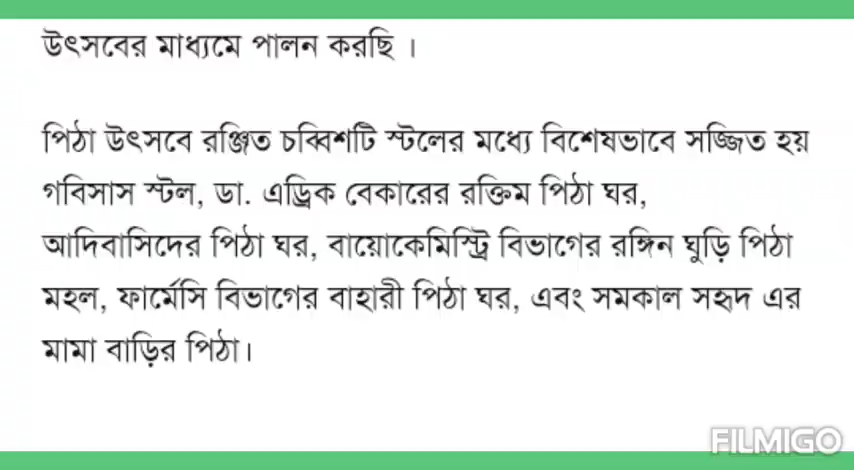 উৎসবের মাধ্যমে পালন করছি ।
পিঠা উৎসবে রঞ্জিত চব্বিশটি স্টলের মধ্যে বিশেষভাবে সজ্জিত হয়
গবিসাস স্টল, ডা. এড্রিক বেকারের রক্তিম পিঠা ঘর,
আদিবাসিদের পিঠা ঘর, বায়োকেমিস্ট্রি বিভাগের রঙ্গিন ঘুড়ি পিঠা
মহল, ফার্মেসি বিভাগের বাহারী পিঠা ঘর, এবং সমকাল সহৃদ এর
মামা বাড়ির পিঠা।
FILMIGO